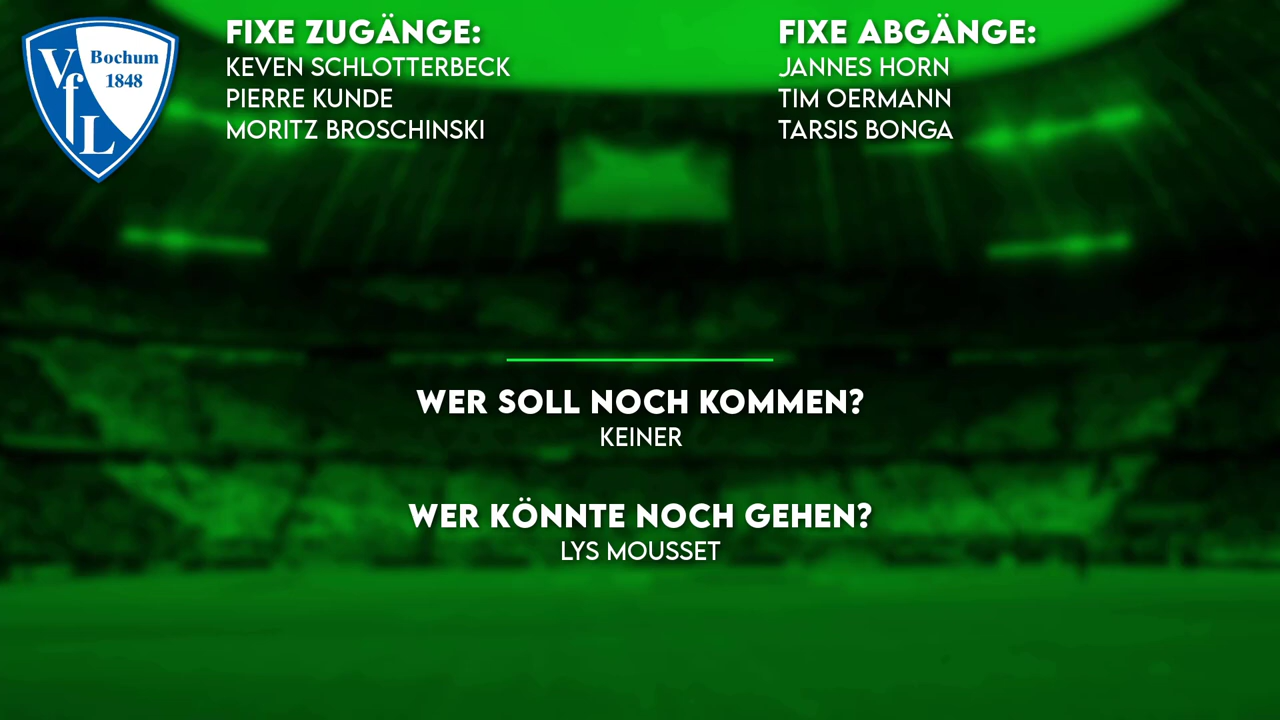 VfL
Bochum
1848
FIXE ZUGÄNGE:
KEVEN SCHLOTTERBECK
PIERRE KUNDE
MORITZ BROSCHINSKI
FIXE ABGÄNGE:
JANNES HORN
TIM OERMANN
TARSIS BONGA
WER SOLL NOCH KOMMEN?
KEINER
WER KÖNNTE NOCH GEHEN?
LYS MOUSSET